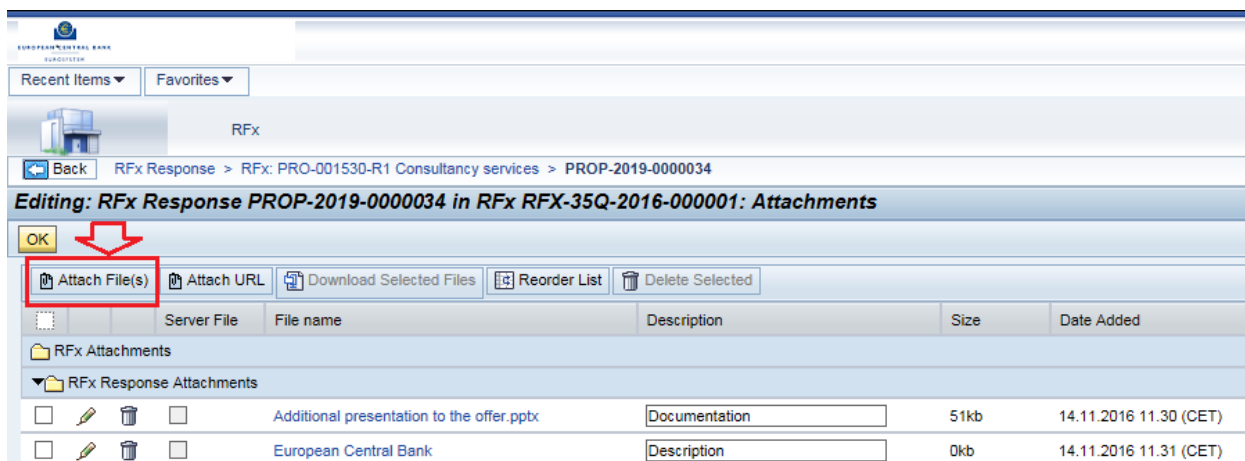 EUROPEAN CENTRAL BANK
EUROSYSTEM
Recent Items Favorites
RFx
Back RFx Response > RFx: PRO-001530-R1 Consultancy services > PROP-2019-0000034
Editing: RFx Response PROP-2019-0000034 in RFx RFX-35Q-2016-000001: Attachments
OK
Attach File(s) Attach URL Download Selected Files Reorder List Delete Selected
Server File File name Description Size Date Added
RFx Attachments
RFx Response Attachments
Additional presentation to the offer.pptx Documentation 51kb 14.11.2016 11.30 (CET)
European Central Bank Description 0kb 14.11.2016 11.31 (CET)